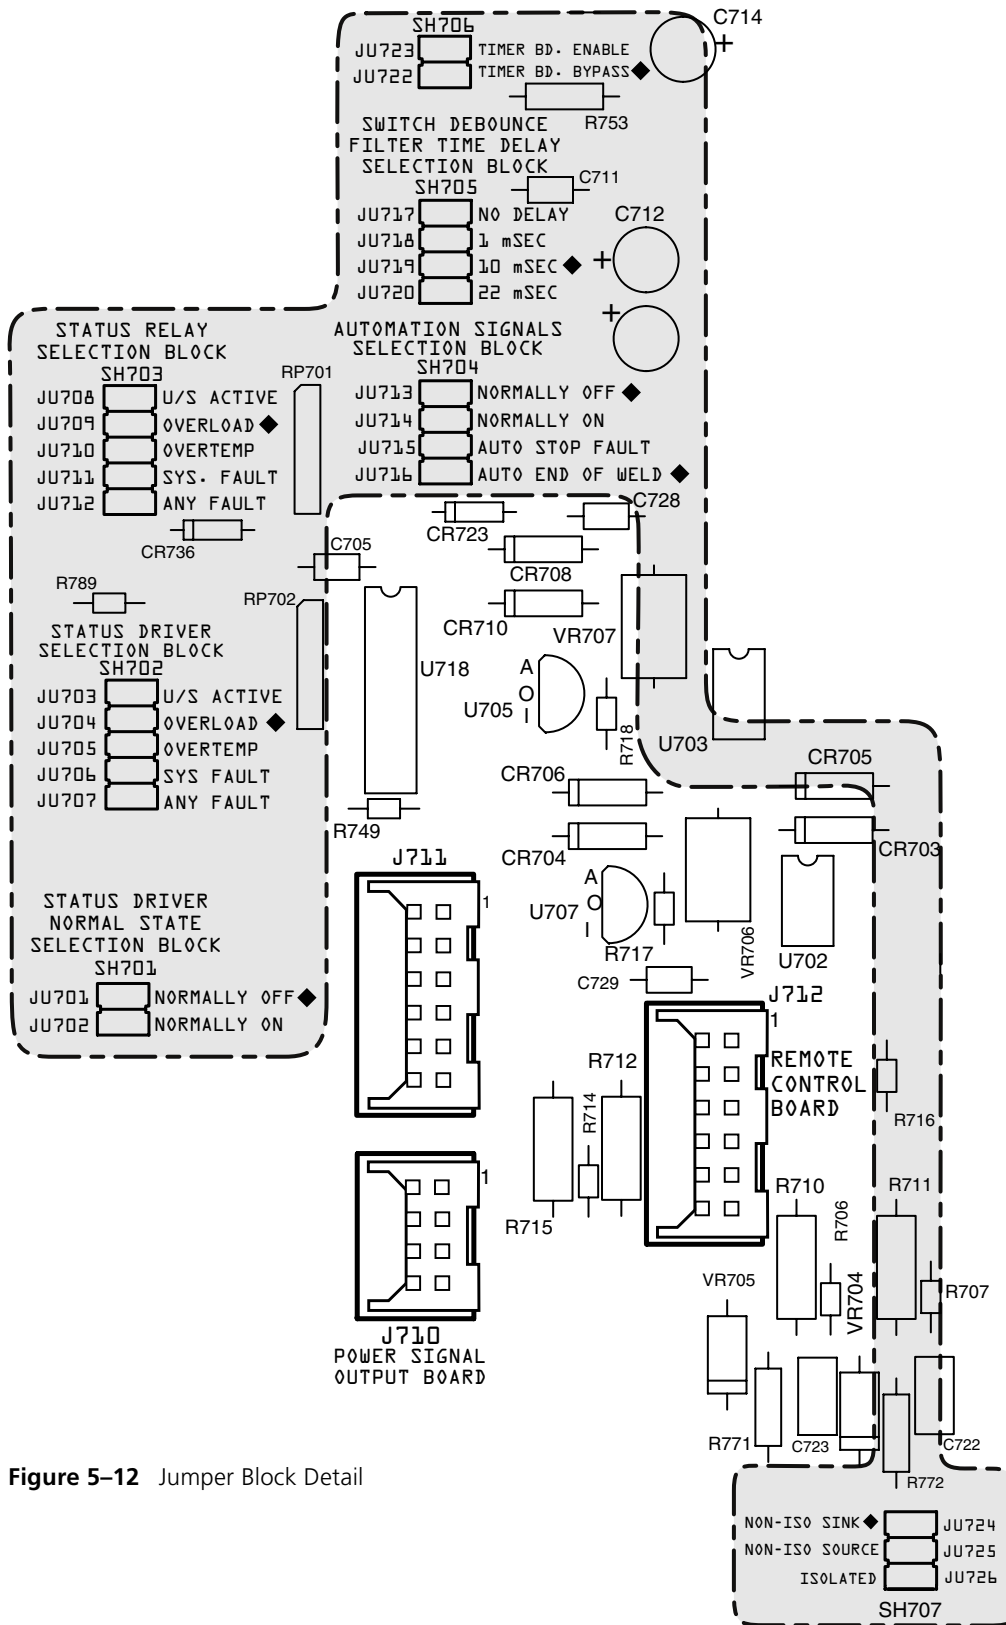 C714
SH706
JU723 TIMER BD. ENABLE
JU722 TIMER BD. BYPASS
R753
SWITCH DEBOUNCE
FILTER TIME DELAY
SELECTION BLOCK
C711
SH705
JU717 NO DELAY
JU718 1 mSEC
JU719 10 mSEC
JU720 22 mSEC
C712
+
+
+
STATUS RELAY
SELECTION BLOCK
SH703
RP701
JU708 U/S ACTIVE
JU709 OVERLOAD
JU710 OVERTEMP
JU711 SYS. FAULT
JU712 ANY FAULT
CR736
AUTOMATION SIGNALS
SELECTION BLOCK
SH704
JU713 NORMALLY OFF
JU714 NORMALLY ON
JU715 AUTO STOP FAULT
JU716 AUTO END OF WELD
C728
CR723
C705
CR708
R789
RP702
CR710
VR707
STATUS DRIVER
SELECTION BLOCK
SH702
JU703 U/S ACTIVE
JU704 OVERLOAD
JU705 OVERTEMP
JU706 SYS FAULT
JU707 ANY FAULT
U718
A
O
I
U705
R718
U703
CR706
CR705
R749
CR704
CR703
J711
1
A
O
I
U707
R717
VR706
U702
C729
STATUS DRIVER
NORMAL STATE
SELECTION BLOCK
SH701
JU701 NORMALLY OFF
JU702 NORMALLY ON
J712
1
REMOTE
CONTROL
BOARD
R712
R714
R715
R716
1
R710
R706
R711
VR705
VR704
R707
J710
POWER SIGNAL
OUTPUT BOARD
R771
C723
C722
R772
Figure 5–12 Jumper Block Detail
NON-ISO SINK JU724
NON-ISO SOURCE JU725
ISOLATED JU726
SH707